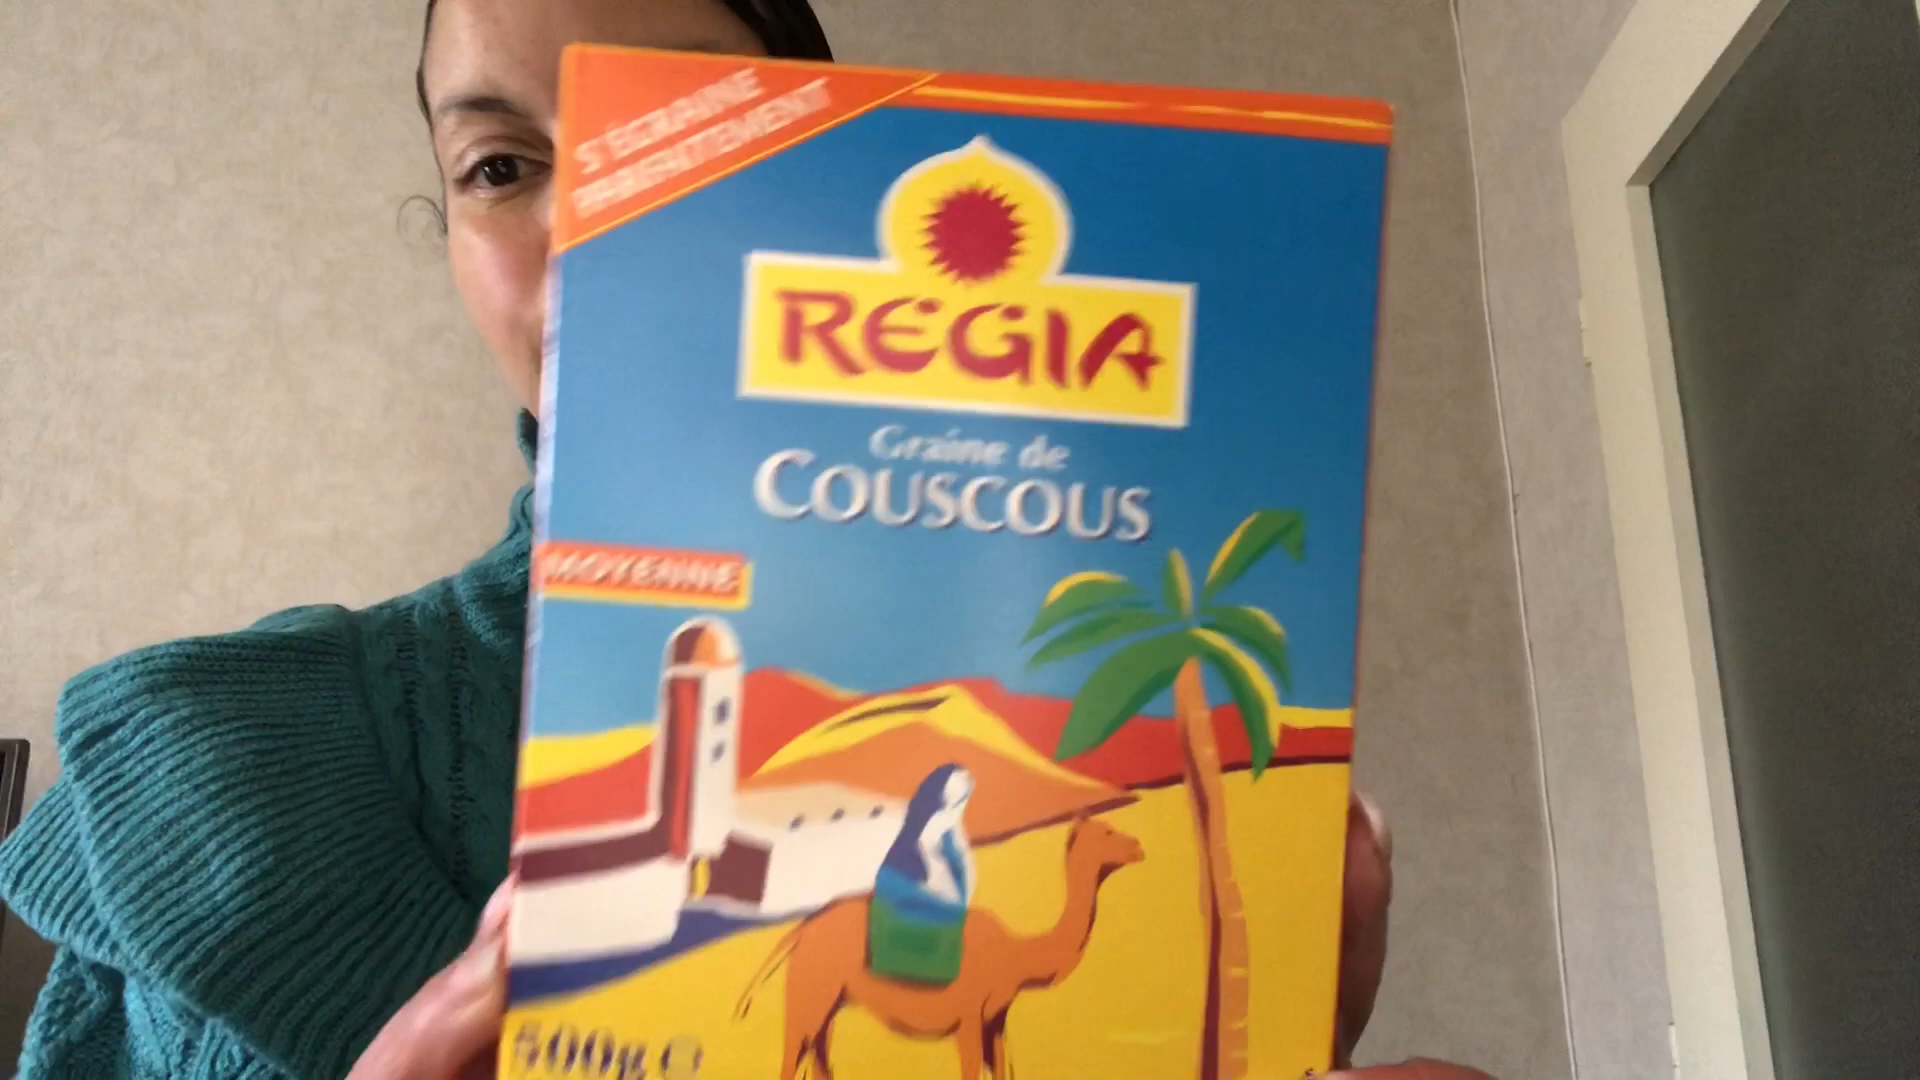 S'ÉGRAINE
PARFAITEMENT
REGIA
Graine de
COUSCOUS
MOYENNE
500g ℮